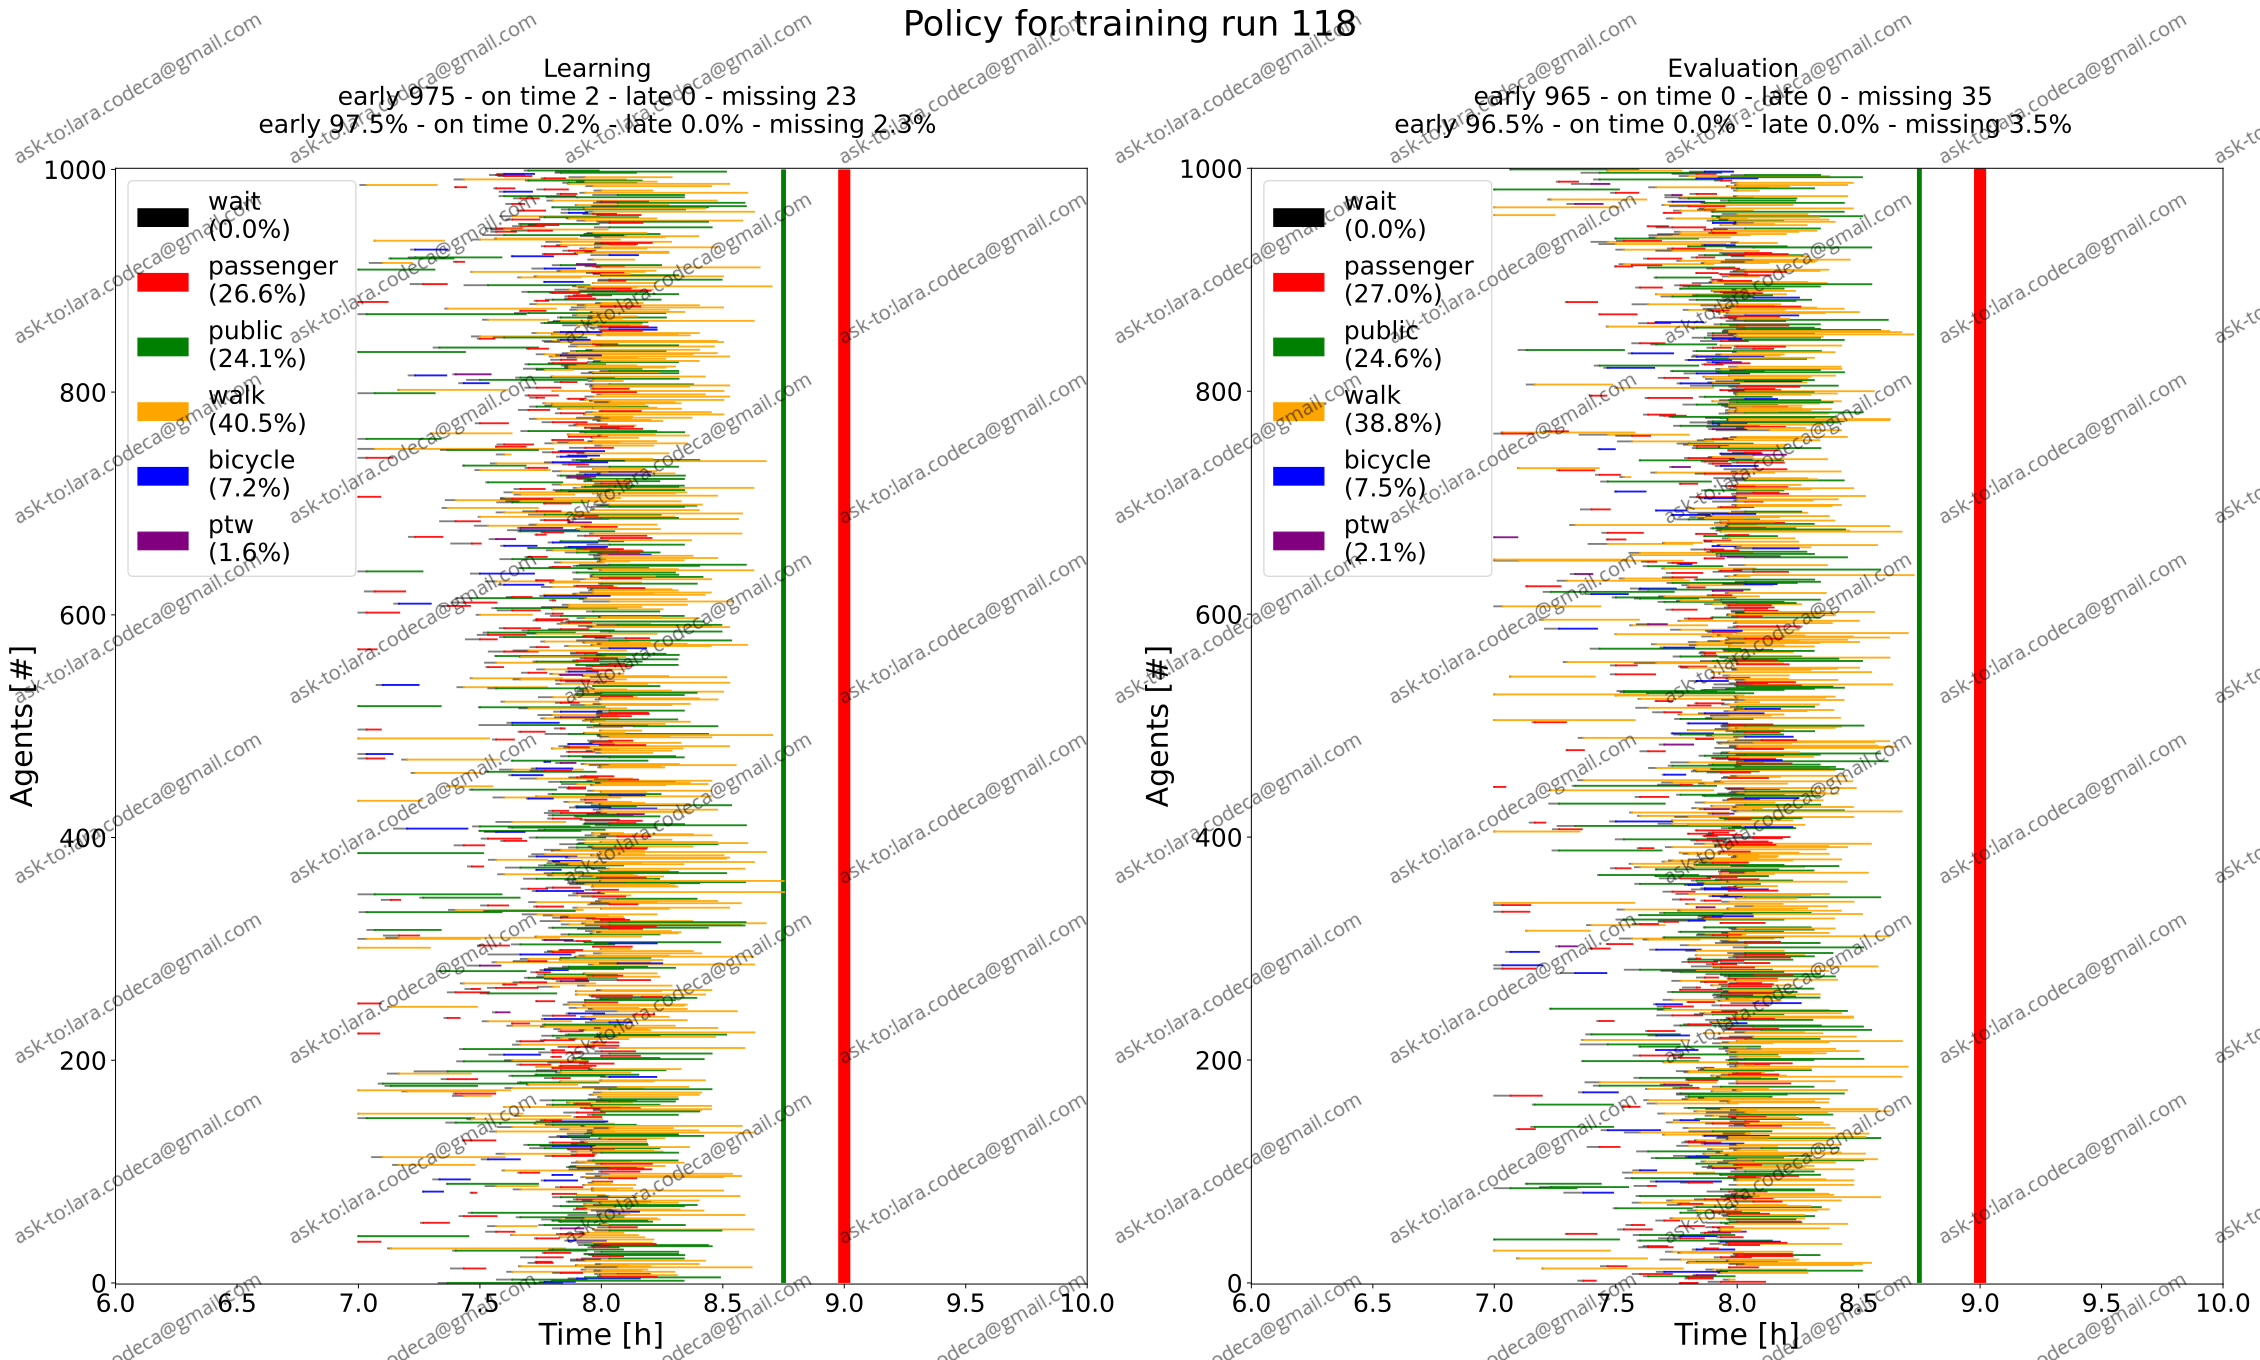 Policy for training run 118
Learning
early 975 - on time 2 - late 0 - missing 23
early 97.5% - on time 0.2% - late 0.0% - missing 2.3%
1000
800
600
400
200
0
Agents [#]
wait
(0.0%)
passenger
(26.6%)
public
(24.1%)
walk
(40.5%)
bicycle
(7.2%)
ptw
(1.6%)
6.0 6.5 7.0 7.5 8.0 8.5 9.0 9.5 10.0
Time [h]
Evaluation
early 965 - on time 0 - late 0 - missing 35
early 96.5% - on time 0.0% - late 0.0% - missing 3.5%
1000
800
600
400
200
0
Agents [#]
wait
(0.0%)
passenger
(27.0%)
public
(24.6%)
walk
(38.8%)
bicycle
(7.5%)
ptw
(2.1%)
6.0 6.5 7.0 7.5 8.0 8.5 9.0 9.5 10.0
Time [h]
ask-to:lara.codeca@gmail.com